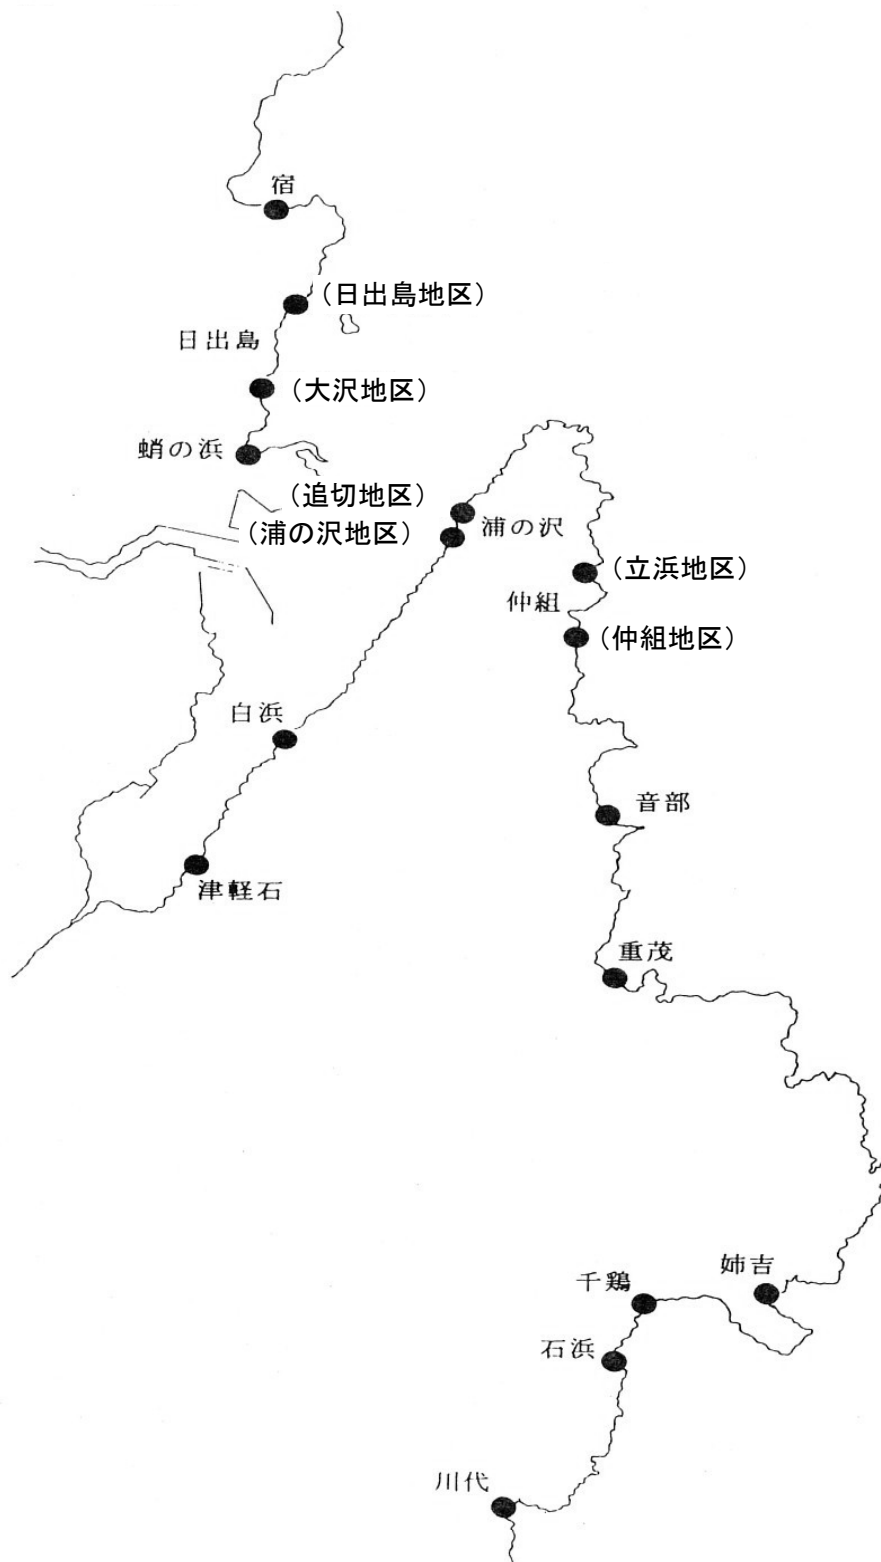 宿
（日出島地区）
日出島
（大沢地区）
蛸の浜
（追切地区）
（浦の沢地区）
浦の沢
（立浜地区）
仲組
（仲組地区）
白浜
音部
津軽石
重茂
姉吉
千鶏
石浜
川代